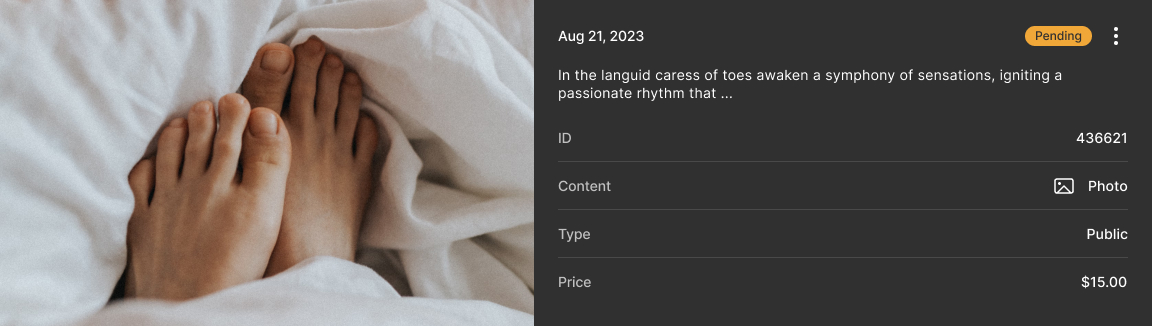 Aug 21, 2023
Pending
In the languid caress of toes awaken a symphony of sensations, igniting a
passionate rhythm that ...
ID
436621
Content
Photo
Type
Public
Price
$15.00